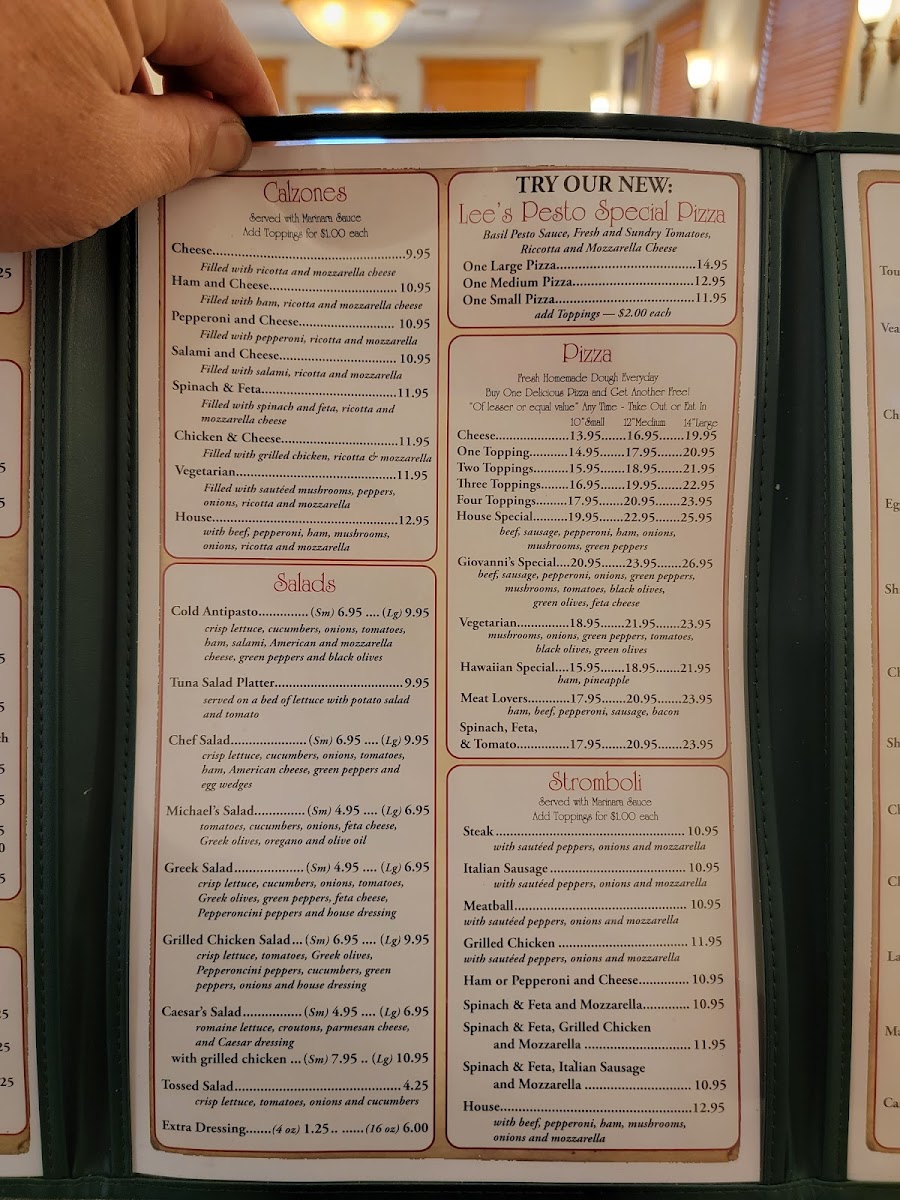 Calzones
Served with Marinara Sauce
Add Toppings for $1.00 each
Cheese..........9.95
Filled with ricotta and mozzarella cheese
Ham and Cheese..........10.95
Filled with ham, ricotta and mozzarella cheese
Pepperoni and Cheese..........10.95
Filled with pepperoni, ricotta and mozzarella
Salami and Cheese..........10.95
Filled with salami, ricotta and mozzarella
Spinach & Feta..........11.95
Filled with spinach and feta, ricotta and
mozzarella cheese
Chicken & Cheese..........11.95
Filled with grilled chicken, ricotta & mozzarella
Vegetarian..........11.95
Filled with sautéed mushrooms, peppers,
onions, ricotta and mozzarella
House..........12.95
with beef, pepperoni, ham, mushrooms,
onions, ricotta and mozzarella
Salads
Cold Antipasto..........(Sm) 6.95 .... (Lg) 9.95
crisp lettuce, cucumbers, onions, tomatoes,
ham, salami, American and mozzarella
cheese, green peppers and black olives
Tuna Salad Platter..........9.95
served on a bed of lettuce with potato salad
and tomato
Chef Salad..........(Sm) 6.95 .... (Lg) 9.95
crisp lettuce, cucumbers, onions, tomatoes,
ham, American cheese, green peppers and
egg wedges
Michael's Salad..........(Sm) 4.95 .... (Lg) 6.95
tomatoes, cucumbers, onions, feta cheese,
Greek olives, oregano and olive oil
Greek Salad..........(Sm) 4.95 .... (Lg) 6.95
crisp lettuce, cucumbers, onions, tomatoes,
Greek olives, green peppers, feta cheese,
Pepperoncini peppers and house dressing
Grilled Chicken Salad...(Sm) 6.95 .... (Lg) 9.95
crisp lettuce, tomatoes, Greek olives,
Pepperoncini peppers, cucumbers, green
peppers, onions and house dressing
Caesar's Salad..........(Sm) 4.95 .... (Lg) 6.95
romaine lettuce, croutons, parmesan cheese,
and Caesar dressing
with grilled chicken ...(Sm) 7.95 .. (Lg) 10.95
Tossed Salad..........4.25
crisp lettuce, tomatoes, onions and cucumbers
Extra Dressing.......(4 oz) 1.25.. ......(16 oz) 6.00
TRY OUR NEW:
Lee's Pesto Special Pizza
Basil Pesto Sauce, Fresh and Sundry Tomatoes,
Riccotta and Mozzarella Cheese
One Large Pizza..........14.95
One Medium Pizza..........12.95
One Small Pizza..........11.95
add Toppings — $2.00 each
Pizza
Fresh Homemade Dough Everyday
Buy One Delicious Pizza and Get Another Free!
"Of lesser or equal value" Any Time - Take Out or Eat In
10"Small 12"Medium 14"Large
Cheese..........13.95.......16.95.......19.95
One Topping..........14.95.......17.95.......20.95
Two Toppings.........15.95.......18.95.......21.95
Three Toppings.......16.95.......19.95.......22.95
Four Toppings........17.95.......20.95.......23.95
House Special.........19.95.......22.95.......25.95
beef, sausage, pepperoni, ham, onions,
mushrooms, green peppers
Giovanni's Special....20.95.......23.95.......26.95
beef, sausage, pepperoni, onions, green peppers,
mushrooms, tomatoes, black olives,
green olives, feta cheese
Vegetarian..........18.95.......21.95.......23.95
mushrooms, onions, green peppers, tomatoes,
black olives, green olives
Hawaiian Special....15.95.......18.95.......21.95
ham, pineapple
Meat Lovers..........17.95.......20.95.......23.95
ham, beef, pepperoni, sausage, bacon
Spinach, Feta,
& Tomato..........17.95.......20.95.......23.95
Stromboli
Served with Marinara Sauce
Add Toppings for $1.00 each
Steak..........10.95
with sautéed peppers, onions and mozzarella
Italian Sausage..........10.95
with sautéed peppers, onions and mozzarella
Meatball..........10.95
with sautéed peppers, onions and mozzarella
Grilled Chicken..........11.95
with sautéed peppers, onions and mozzarella
Ham or Pepperoni and Cheese..........10.95
Spinach & Feta and Mozzarella..........10.95
Spinach & Feta, Grilled Chicken
and Mozzarella..........11.95
Spinach & Feta, Italian Sausage
and Mozzarella..........10.95
House..........12.95
with beef, pepperoni, ham, mushrooms,
onions and mozzarella